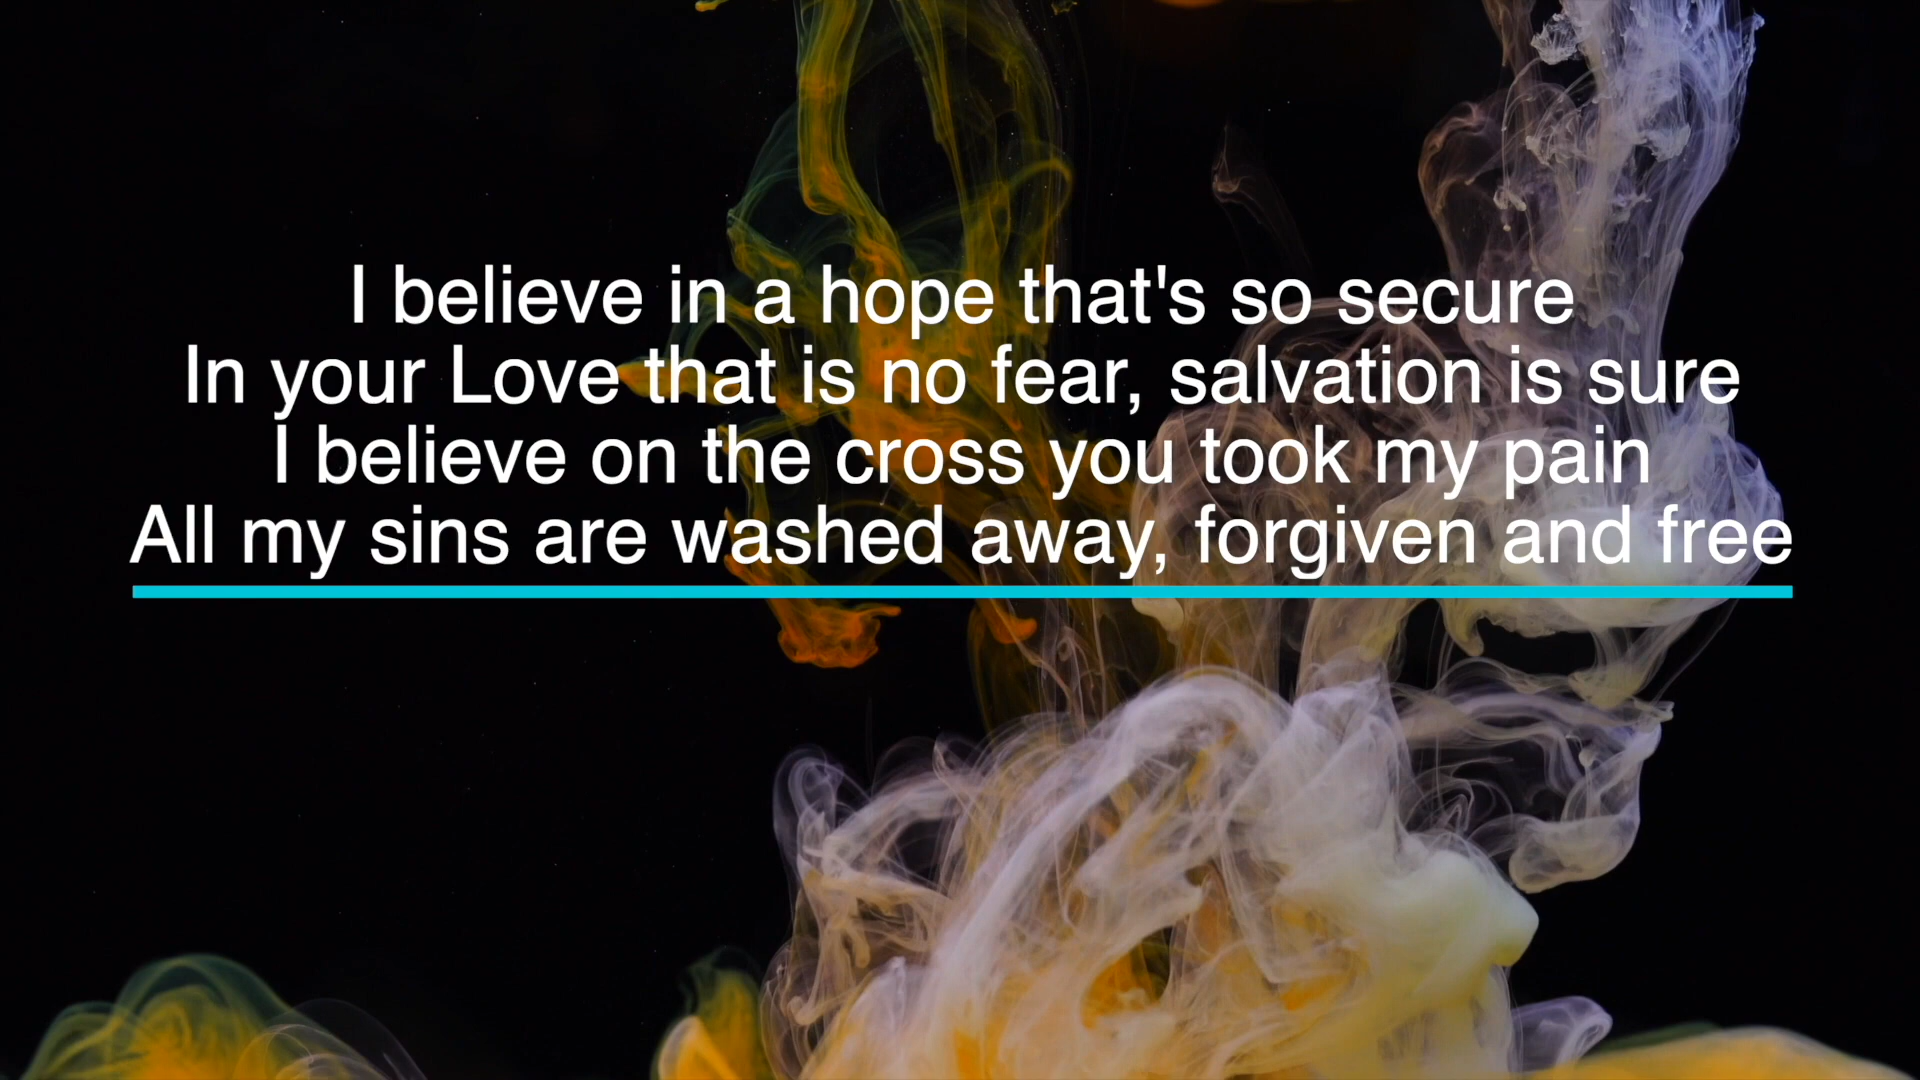 I believe in a hope that's so secure
In your Love that is no fear, salvation is sure
I believe on the cross you took my pain
All my sins are washed away, forgiven and free